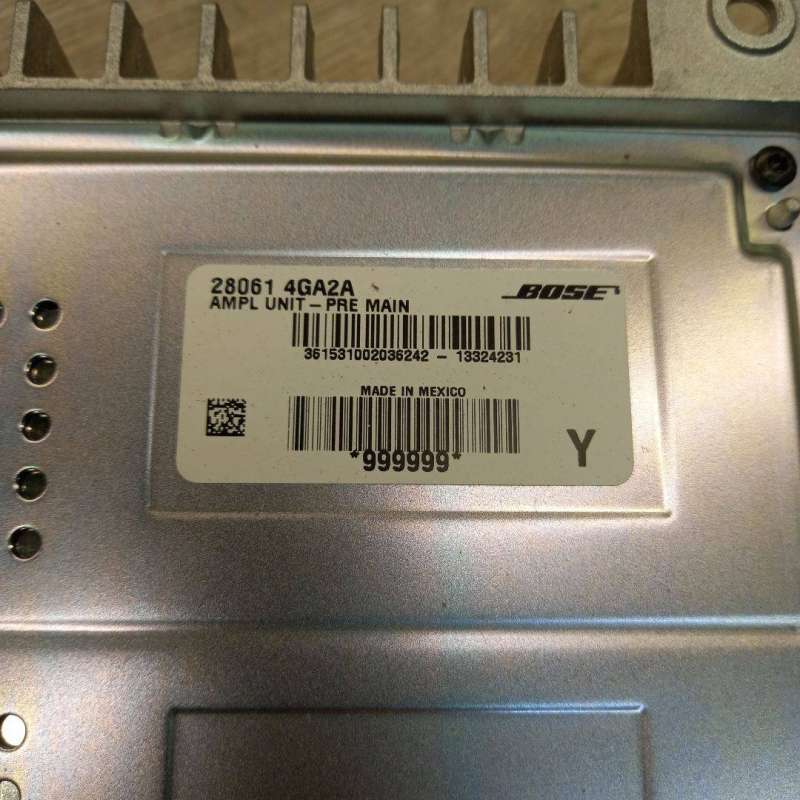 28061 4GA2A
AMPL UNIT-PRE MAIN
BOSE
361531002036242 - 13324231
MADE IN MEXICO
*999999*
Y